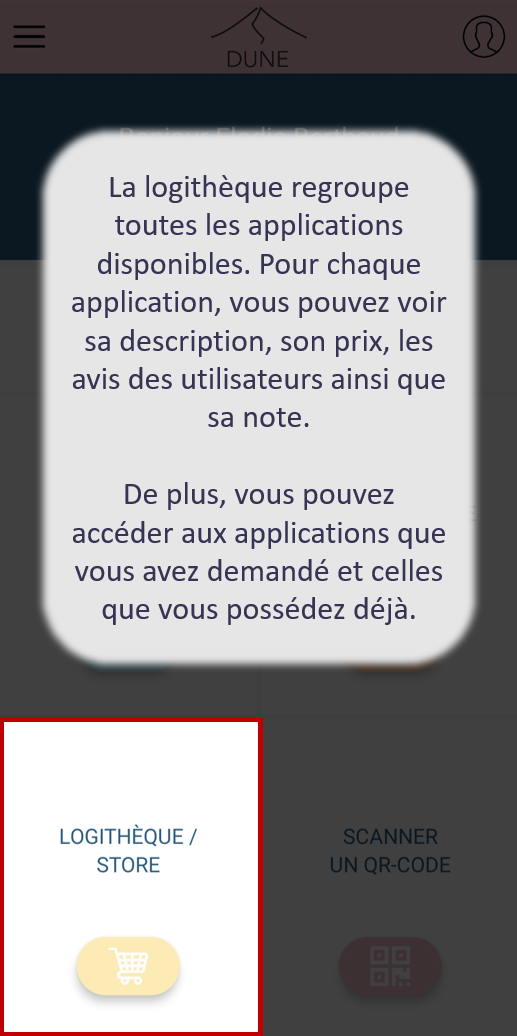 DUNE
La logithèque regroupe
toutes les applications
disponibles. Pour chaque
application, vous pouvez voir
sa description, son prix, les
avis des utilisateurs ainsi que
sa note.
De plus, vous pouvez
accéder aux applications que
vous avez demandé et celles
que vous possédez déjà.
LOGITHÈQUE /
STORE
SCANNER
UN QR-CODE